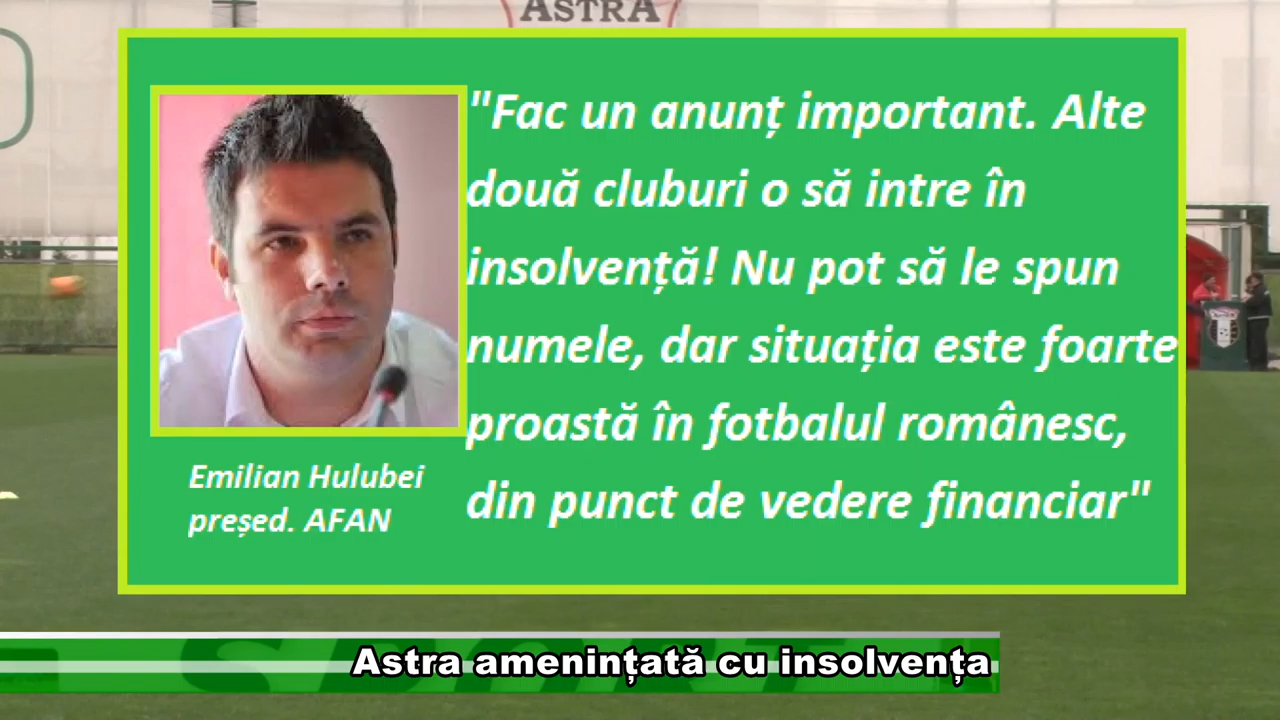 ASTRA
"Fac un anunț important. Alte
două cluburi o să intre în
insolvență! Nu pot să le spun
numele, dar situația este foarte
proastă în fotbalul românesc,
din punct de vedere financiar"
Emilian Hulubei
președ. AFAN
SPORT
Astra amenințată cu insolvența